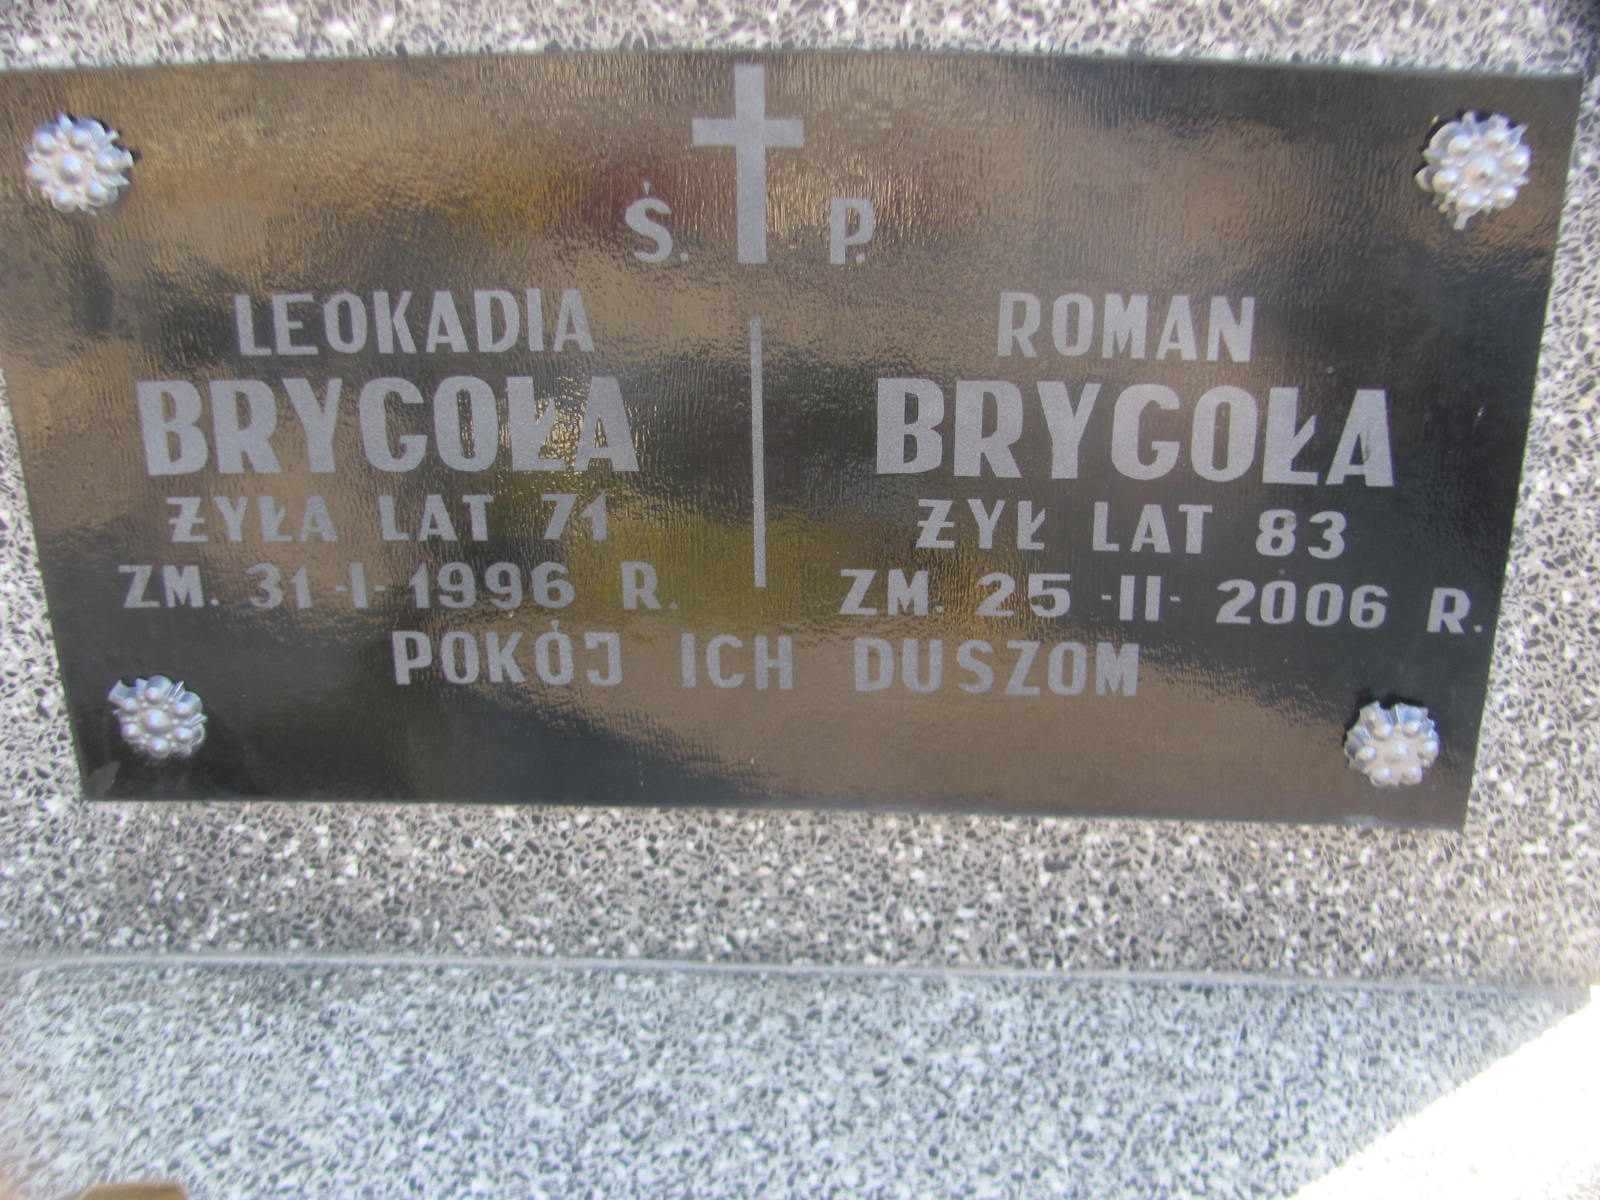 Ś. P.
LEOKADIA
BRYGOŁA
ŻYŁA LAT 71
ZM. 31-I-1996 R.
ROMAN
BRYGOŁA
ŻYŁ LAT 83
ZM. 25-II-2006 R.
POKÓJ ICH DUSZOM